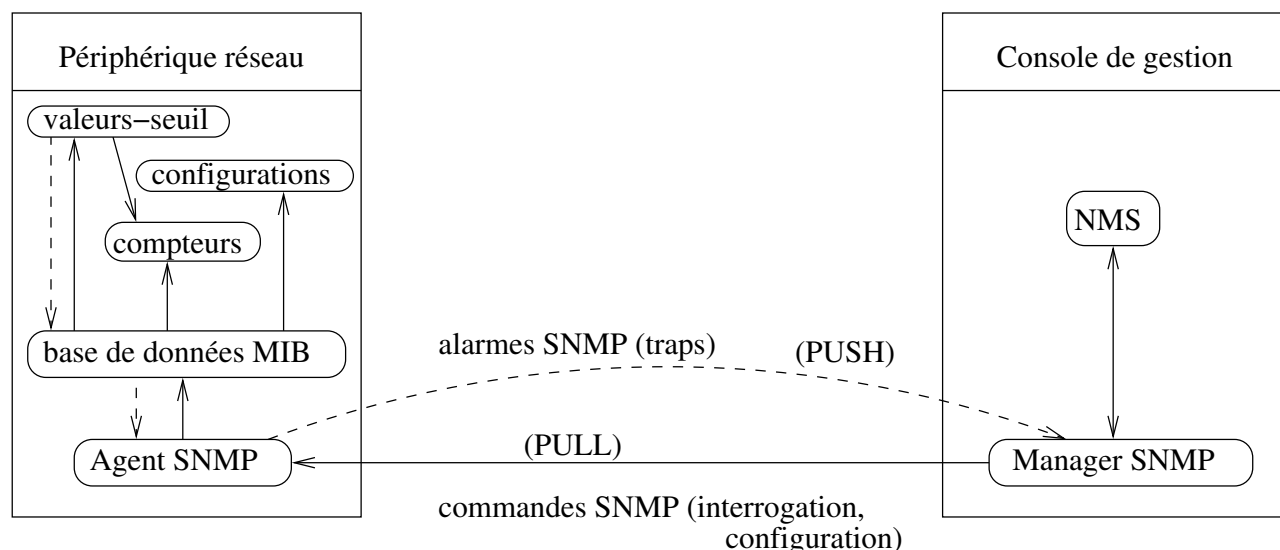 Périphérique réseau
Console de gestion
valeurs−seuil
configurations
compteurs
NMS
base de données MIB
alarmes SNMP (traps)
(PUSH)
(PULL)
Agent SNMP
Manager SNMP
commandes SNMP (interrogation,
configuration)